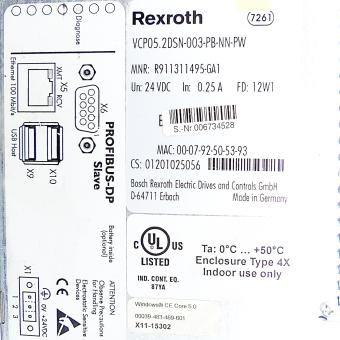 Rexroth
7261
VCP05.2DSN-003-PB-NN-PW
MNR: R911311495-GA1
Un: 24 VDC In: 0.25 A FD: 12W1
S.-Nr.:006734528
MAC: 00-07-92-50-53-93
CS: 01201025056
Bosch Rexroth Electric Drives and Controls GmbH
D-64711 Erbach Made in Germany
C UL US
LISTED
IND. CONT. EQ.
87YA
Ta: 0°C ... +50°C
Enclosure Type 4X
Indoor use only
Windows® CE Core 5.0
X11-15302
Diagnose
Ethernet 100 Mbit/s
X5
XMT
RCV
X6
PROFIBUS-DP
Slave
USB Host
X9
X10
Battery inside
(optional)
ATTENTION
Observe Precautions
for Handling
Electrostatic Sensitive
Devices
X1
0V +24VDC
1 2 3